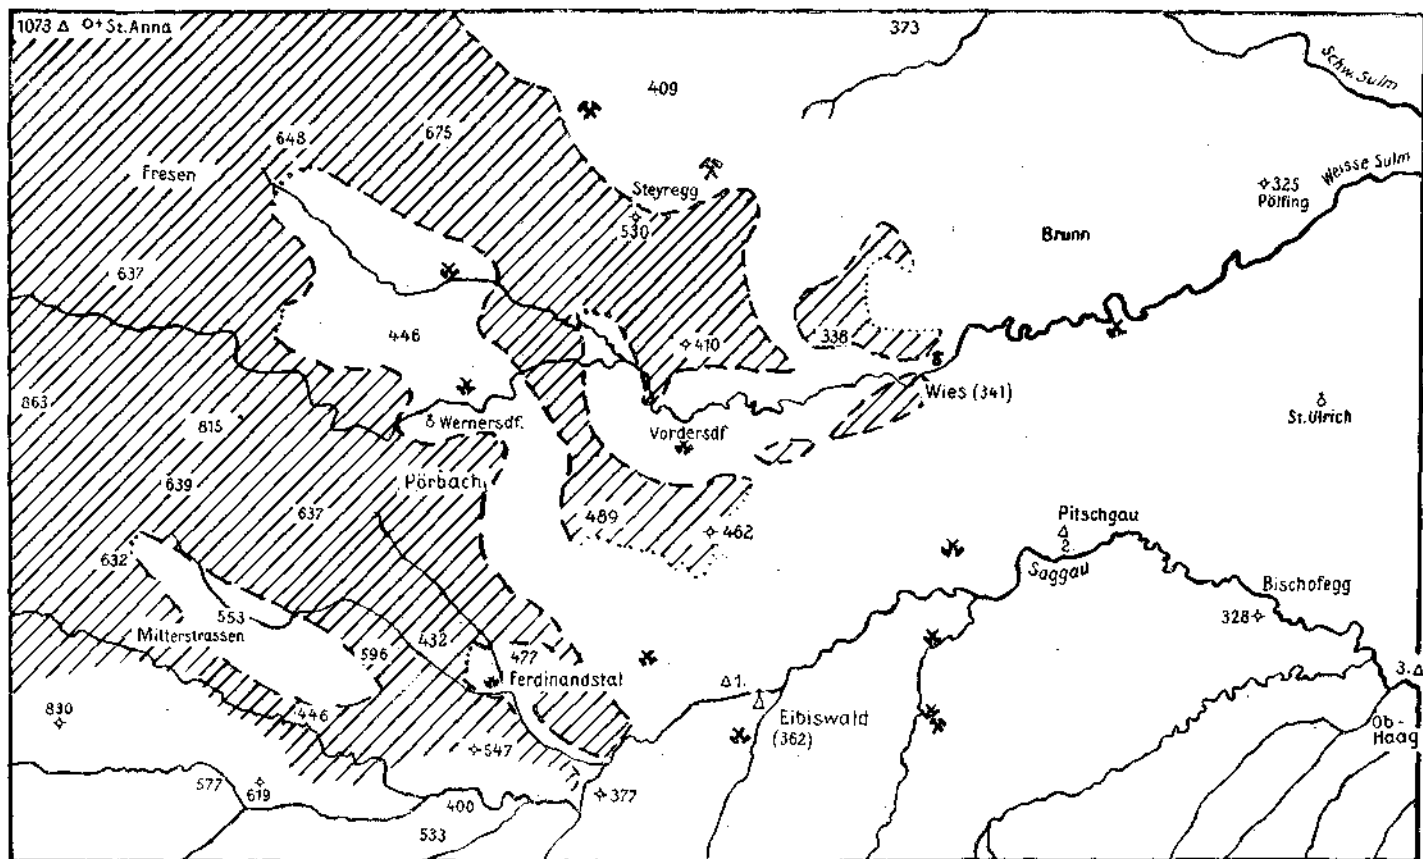 1073 St. Anna
373
409
Schw. Sulm
648
675
Fresen
Weisse Sulm
325
Pölfing
Steyregg
530
Brunn
637
446
410
338
Wies (341)
863
815
Wernersdf.
Vordersdf
St. Ulrich
Pörbach
639
637
489
462
Pitschgau
2.
Saggau
632
Bischofegg
553
328
Mitterstrassen
432
596
477
Ferdinandstal
1.
3.
446
830
Eibiswald
(362)
Ob-
Haag
547
577
619
400
377
533